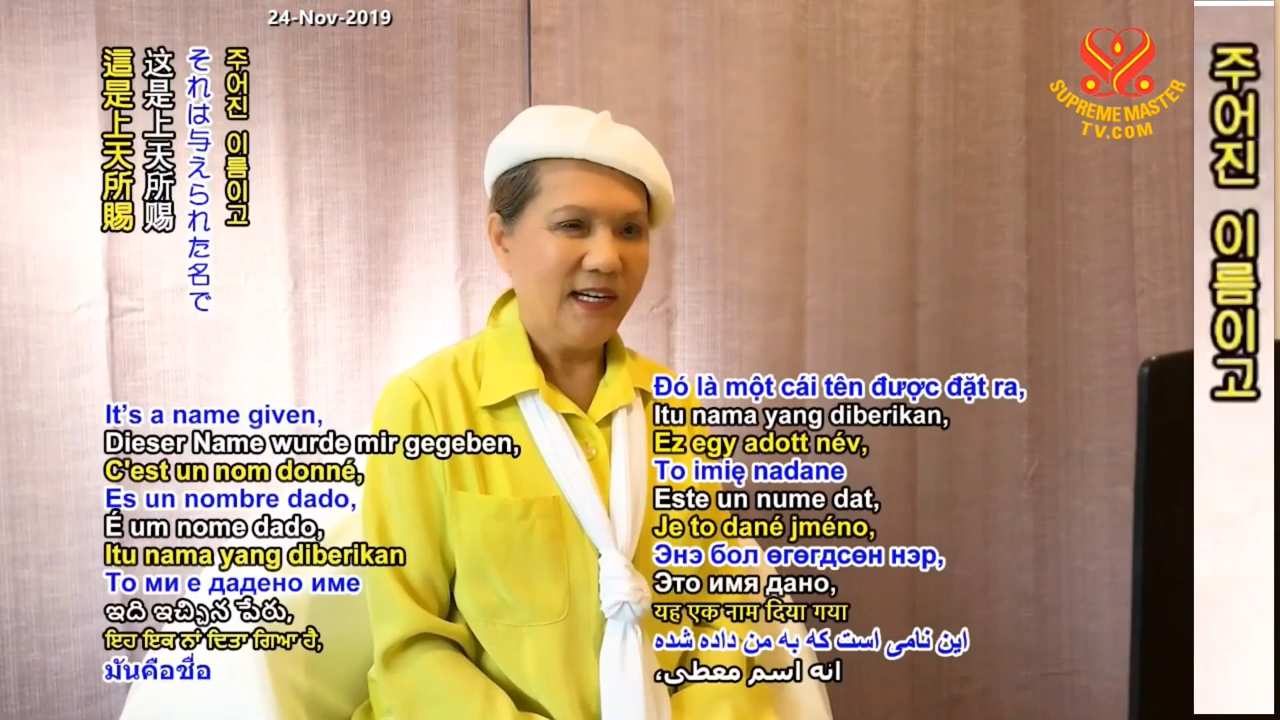 24-Nov-2019
주어진 이름이고
それは与えられた名で
这是上天所赐
這是上天所賜
SUPREME MASTER
TV.COM
It's a name given,
Dieser Name wurde mir gegeben,
C'est un nom donné,
Es un nombre dado,
É um nome dado,
Itu nama yang diberikan
То ми е дадено име
ఇది ఇచ్చిన పేరు,
ਇਹ ਇਕ ਨਾਂ ਦਿਤਾ ਗਿਆ ਹੈ,
มันคือชื่อ
Đó là một cái tên được đặt ra,
Itu nama yang diberikan,
Ez egy adott név,
To imię nadane
Este un nume dat,
Je to dané jméno,
Энэ бол өгөгдсөн нэр,
Это имя дано,
यह एक नाम दिया गया
این نامی است که به من داده شده
انه اسم معطى،
주어진 이름이고